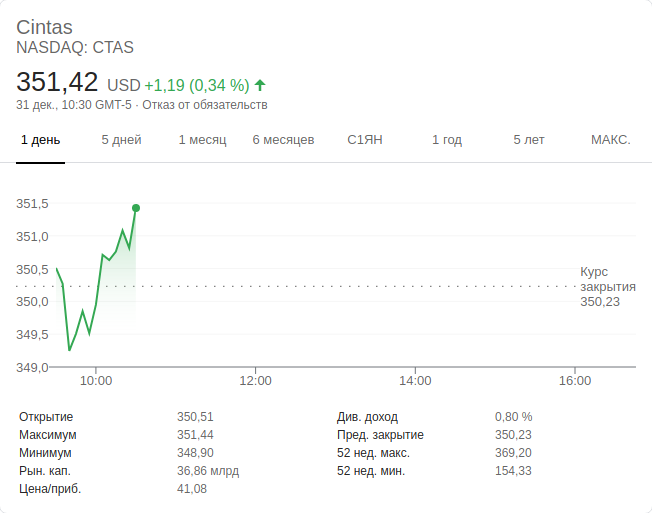 Cintas
NASDAQ: CTAS
351,42 USD +1,19 (0,34 %)
31 дек., 10:30 GMT-5 · Отказ от обязательств
1 день 5 дней 1 месяц 6 месяцев С1ЯН 1 год 5 лет МАКС.
351,5
351,0
350,5
350,0
349,5
349,0
Курс
закрытия
350,23
10:00 12:00 14:00 16:00
Открытие 350,51
Максимум 351,44
Минимум 348,90
Рын. кап. 36,86 млрд
Цена/приб. 41,08
Див. доход 0,80 %
Пред. закрытие 350,23
52 нед. макс. 369,20
52 нед. мин. 154,33